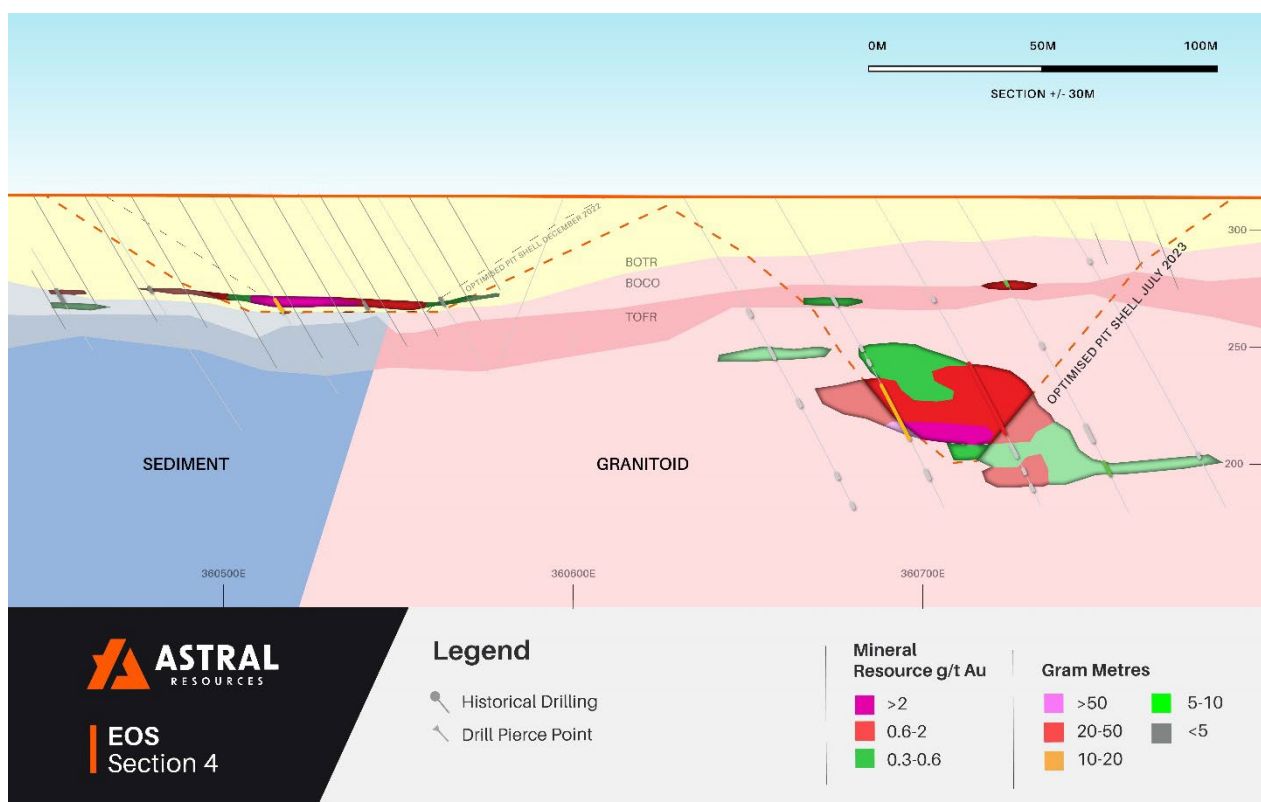 0M 50M 100M
SECTION +/- 30M
OPTIMISED PIT SHELL DECEMBER 2022
300
BOTR
BOCO
TOFR
OPTIMISED PIT SHELL JULY 2023
250
SEDIMENT
GRANITOID
200
360500E
360600E
360700E
ASTRAL
RESOURCES
EOS
Section 4
Legend
Historical Drilling
Drill Pierce Point
Mineral
Resource g/t Au
>2
0.6-2
0.3-0.6
Gram Metres
>50
20-50
10-20
5-10
<5